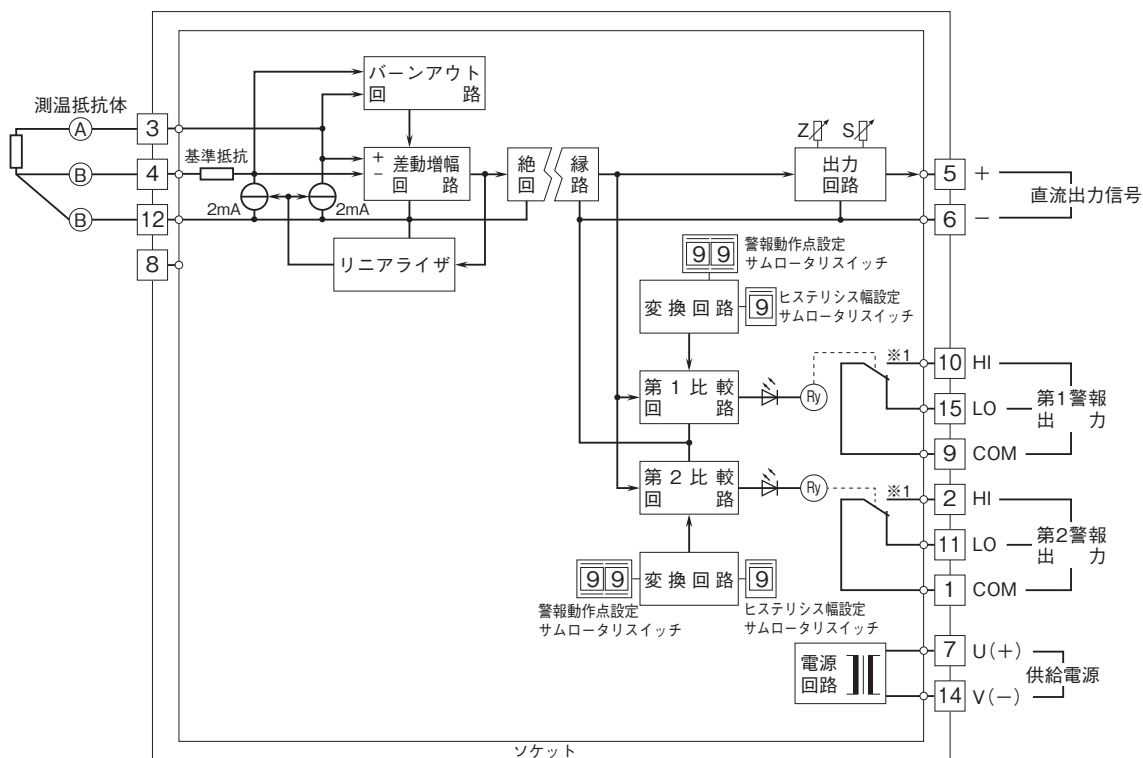 測温抵抗体
A
B
B
3
4
12
8
基準抵抗
2mA
2mA
バーンアウト
回路
+
−
差動増幅
回路
リニアライザ
絶縁
回路
Z
S
出力
回路
5
+
6
−
直流出力信号
99
警報動作点設定
サムロータリスイッチ
変換回路
9
ヒステリシス幅設定
サムロータリスイッチ
第1比較
回路
Ry
※1
10
HI
15
LO
9
COM
第1警報
出力
第2比較
回路
Ry
※1
2
HI
11
LO
1
COM
第2警報
出力
99
変換回路
9
警報動作点設定
サムロータリスイッチ
ヒステリシス幅設定
サムロータリスイッチ
電源
回路
7
U(+)
14
V(−)
供給電源
ソケット